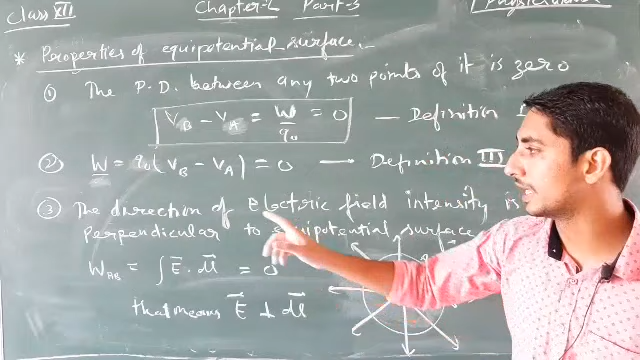 Class XII Chapter-2 Part-3 Physics
* Properties of equipotential surface:-
① The P.D. between any two points of it is zero
V_B - V_A = W/q₀ = 0 — Definition
② W = q₀(V_B - V_A) = 0 — Definition III
③ The direction of Electric field intensity is
perpendicular to equipotential surface
W_AB = ∫ E⃗ · dl⃗ = 0
that means E⃗ ⊥ dl⃗